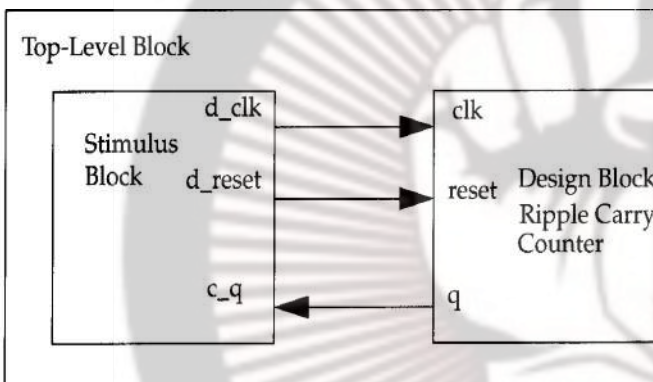 Top-Level Block
d_clk
clk
Stimulus
Block
d_reset
reset
Design Block
Ripple Carry
Counter
c_q
q